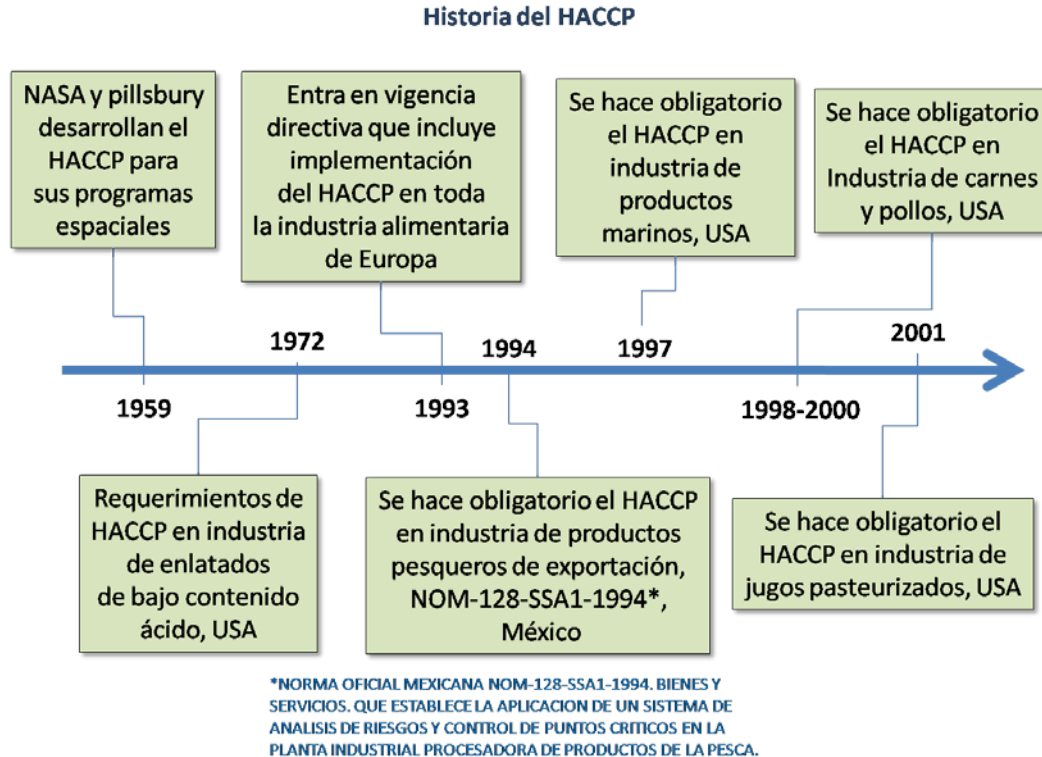 Historia del HACCP
NASA y pillsbury
desarrollan el
HACCP para
sus programas
espaciales
Entra en vigencia
directiva que incluye
implementación
del HACCP en toda
la industria alimentaria
de Europa
Se hace obligatorio
el HACCP en
industria de
productos
marinos, USA
Se hace obligatorio
el HACCP en
Industria de carnes
y pollos, USA
1972
1994
1997
2001
1959
1993
1998-2000
Requerimientos de
HACCP en industria
de enlatados
de bajo contenido
ácido, USA
Se hace obligatorio el HACCP
en industria de productos
pesqueros de exportación,
NOM-128-SSA1-1994*,
México
Se hace obligatorio el
HACCP en industria de
jugos pasteurizados, USA
*NORMA OFICIAL MEXICANA NOM-128-SSA1-1994. BIENES Y
SERVICIOS. QUE ESTABLECE LA APLICACION DE UN SISTEMA DE
ANALISIS DE RIESGOS Y CONTROL DE PUNTOS CRITICOS EN LA
PLANTA INDUSTRIAL PROCESADORA DE PRODUCTOS DE LA PESCA.